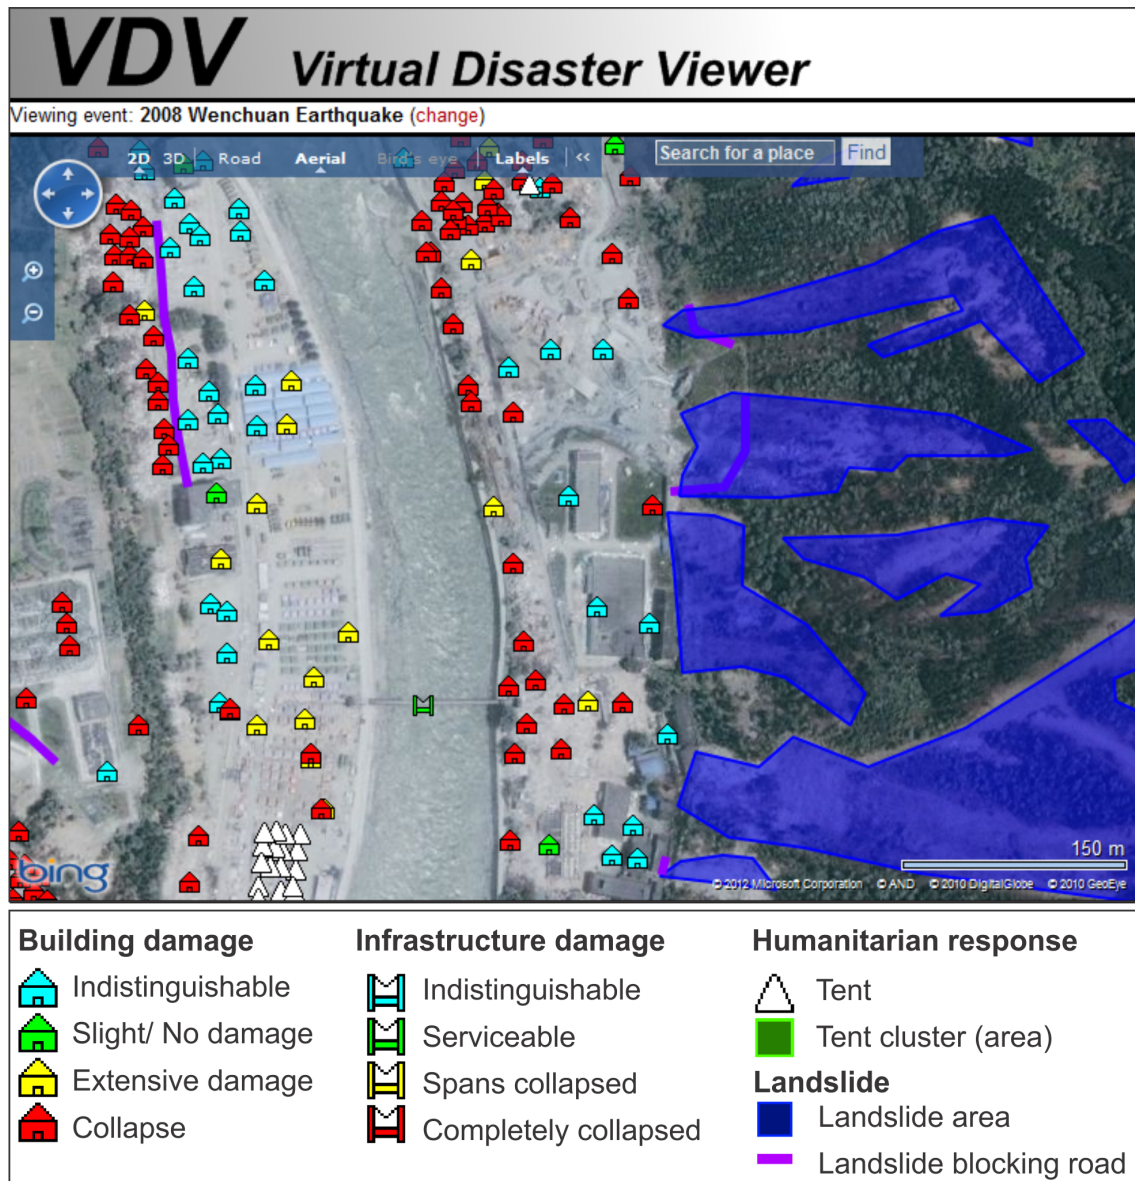 VDV Virtual Disaster Viewer
Viewing event: 2008 Wenchuan Earthquake (change)
2D 3D Road Aerial Bird's eye Labels << Search for a place Find
150 m
bing © 2012 Microsoft Corporation © AND © 2010 DigitalGlobe © 2010 GeoEye
Building damage
Indistinguishable
Slight/ No damage
Extensive damage
Collapse
Infrastructure damage
Indistinguishable
Serviceable
Spans collapsed
Completely collapsed
Humanitarian response
Tent
Tent cluster (area)
Landslide
Landslide area
Landslide blocking road